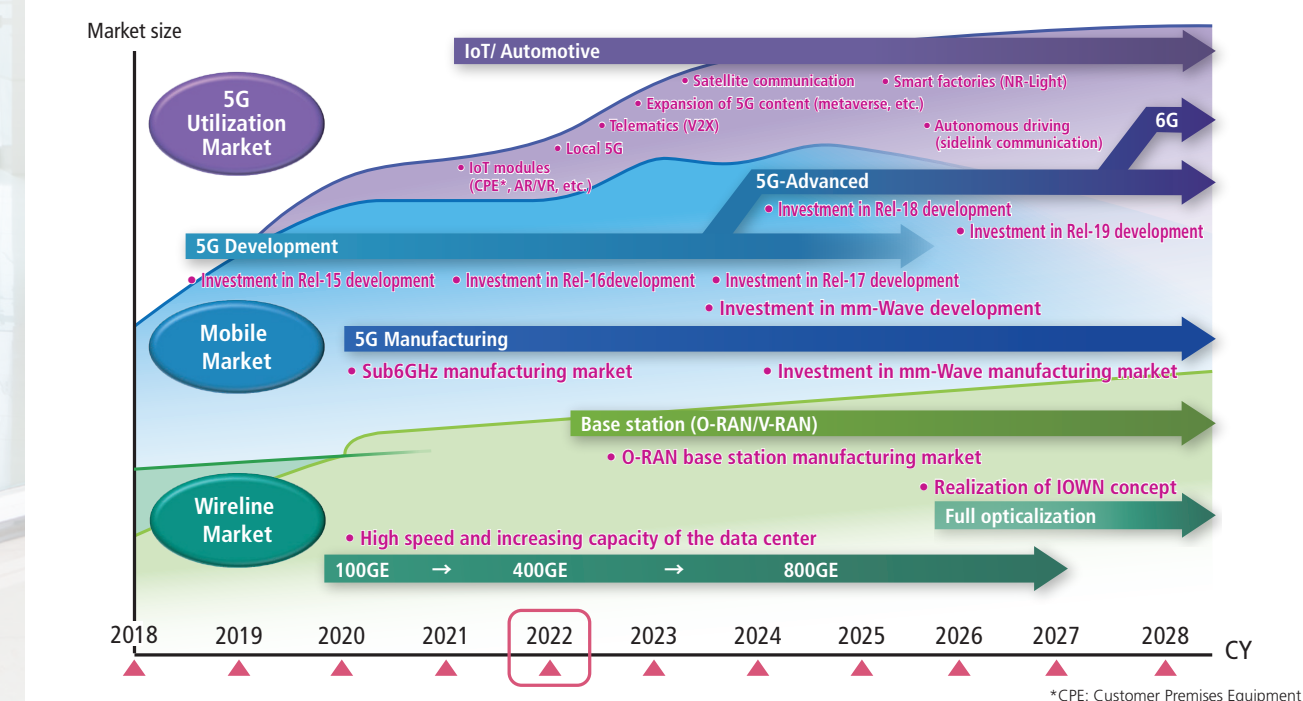 Market size
IoT/ Automotive
5G
Utilization
Market
• Satellite communication
• Smart factories (NR-Light)
• Expansion of 5G content (metaverse, etc.)
• Telematics (V2X)
• Autonomous driving
(sidelink communication)
6G
• Local 5G
• IoT modules
(CPE*, AR/VR, etc.)
5G-Advanced
• Investment in Rel-18 development
• Investment in Rel-19 development
5G Development
• Investment in Rel-15 development
• Investment in Rel-16development
• Investment in Rel-17 development
• Investment in mm-Wave development
Mobile
Market
5G Manufacturing
• Sub6GHz manufacturing market
• Investment in mm-Wave manufacturing market
Base station (O-RAN/V-RAN)
• O-RAN base station manufacturing market
• Realization of IOWN concept
Full opticalization
Wireline
Market
• High speed and increasing capacity of the data center
100GE → 400GE → 800GE
2018 2019 2020 2021 2022 2023 2024 2025 2026 2027 2028
CY
*CPE: Customer Premises Equipment